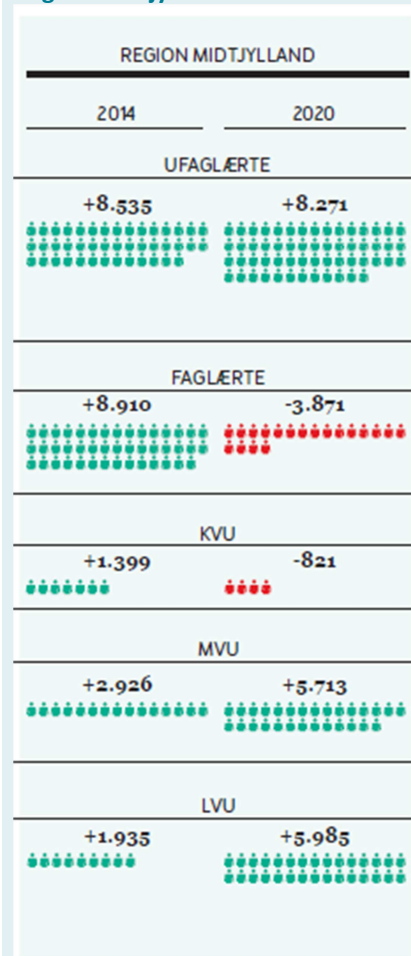 REGION MIDTJYLLAND
2014 2020
UFAGLÆRTE
+8.535 +8.271
FAGLÆRTE
+8.910 -3.871
KVU
+1.399 -821
MVU
+2.926 +5.713
LVU
+1.935 +5.985